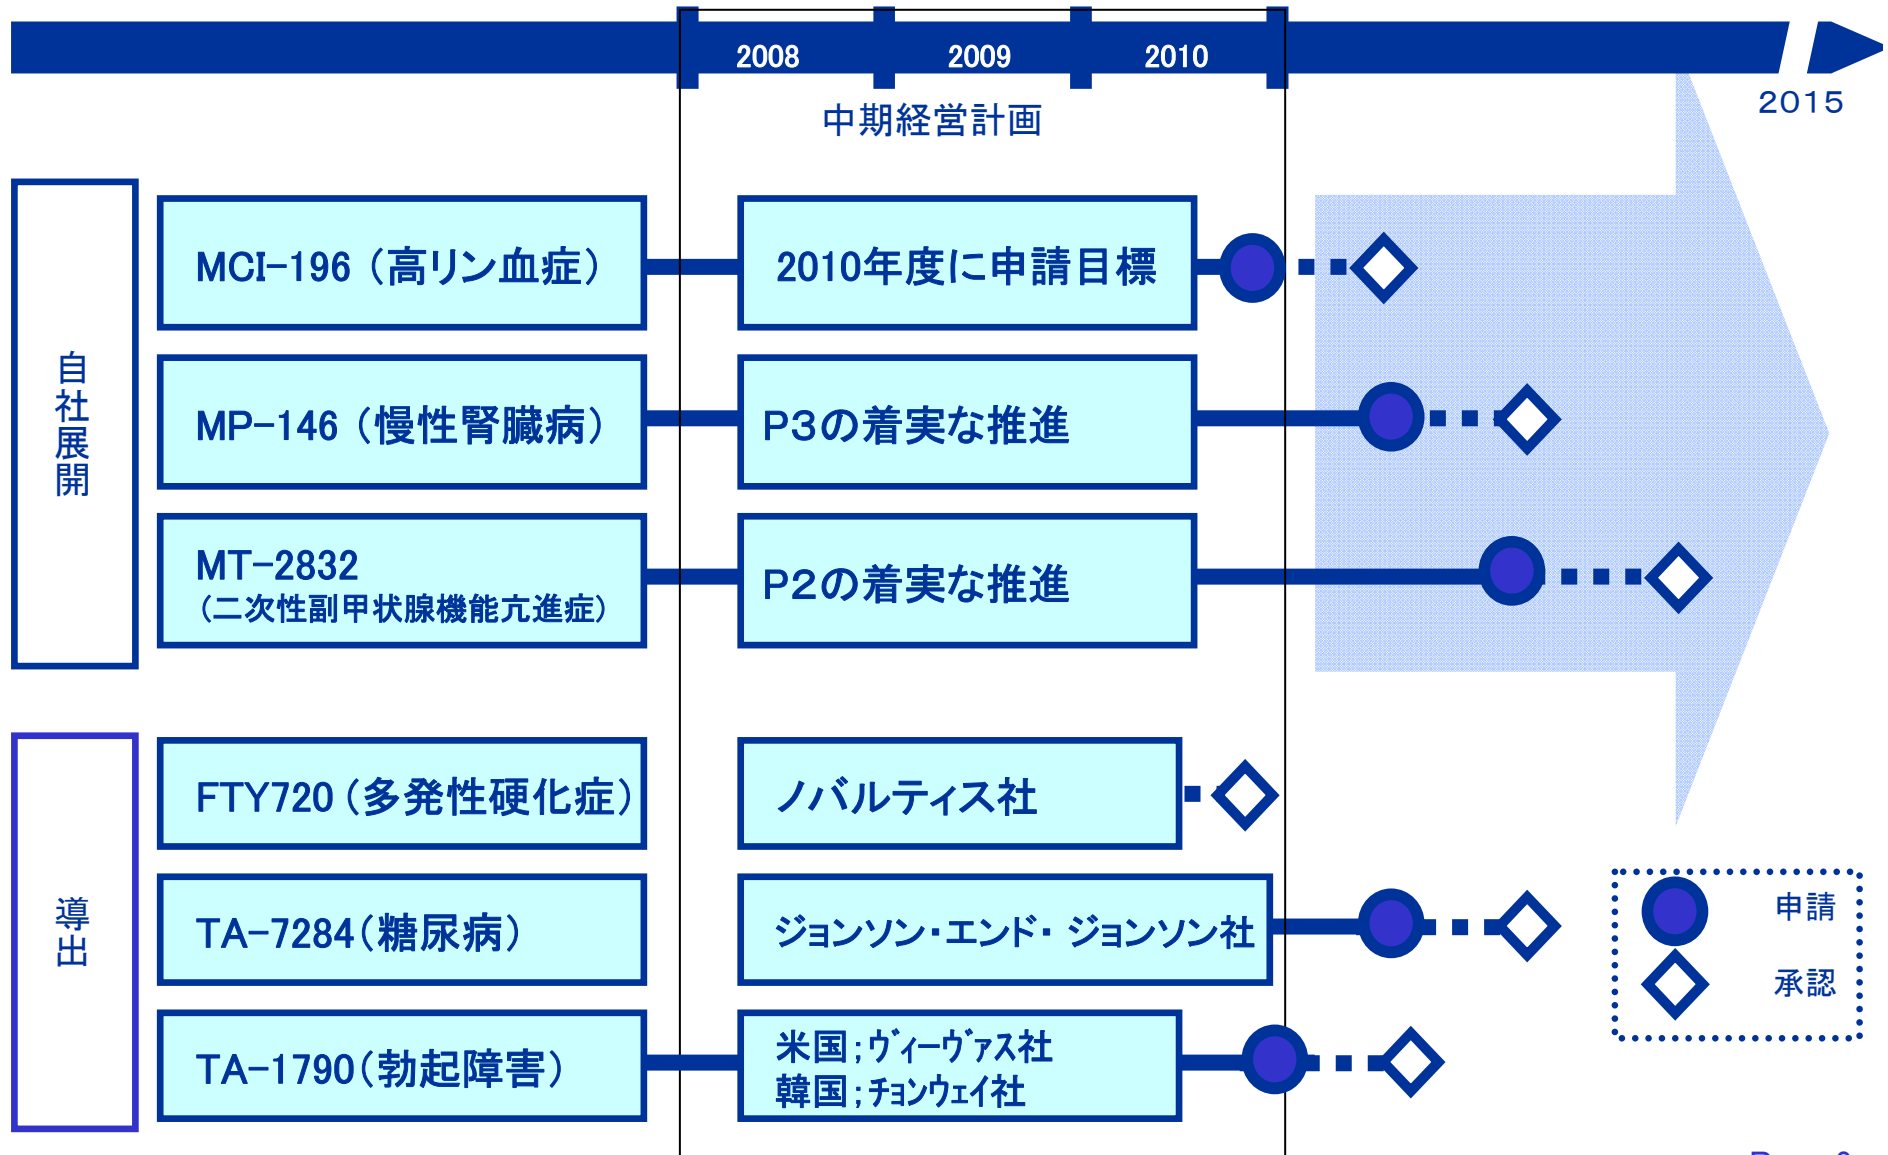 2008
2009
2010
2015
中期経営計画
自社展開
MCI-196（高リン血症）
2010年度に申請目標
MP-146（慢性腎臓病）
P3の着実な推進
MT-2832
（二次性副甲状腺機能亢進症）
P2の着実な推進
導出
FTY720（多発性硬化症）
ノバルティス社
TA-7284（糖尿病）
ジョンソン・エンド・ジョンソン社
TA-1790（勃起障害）
米国；ヴィーヴァス社
韓国；チョンウェイ社
申請
承認